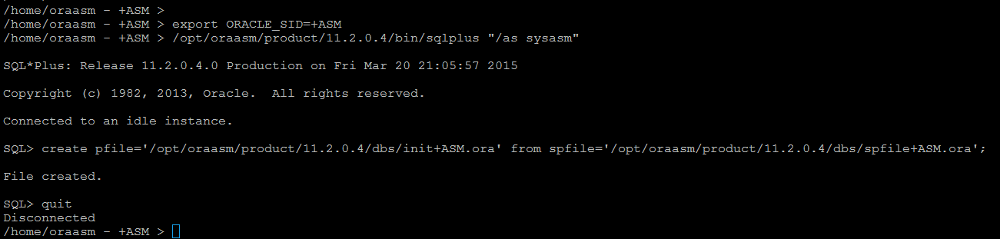 /home/oraasm - +ASM >
/home/oraasm - +ASM > export ORACLE_SID=+ASM
/home/oraasm - +ASM > /opt/oraasm/product/11.2.0.4/bin/sqlplus "/as sysasm"
SQL*Plus: Release 11.2.0.4.0 Production on Fri Mar 20 21:05:57 2015
Copyright (c) 1982, 2013, Oracle.  All rights reserved.
Connected to an idle instance.
SQL> create pfile='/opt/oraasm/product/11.2.0.4/dbs/init+ASM.ora' from spfile='/opt/oraasm/product/11.2.0.4/dbs/spfile+ASM.ora';
File created.
SQL> quit
Disconnected
/home/oraasm - +ASM >